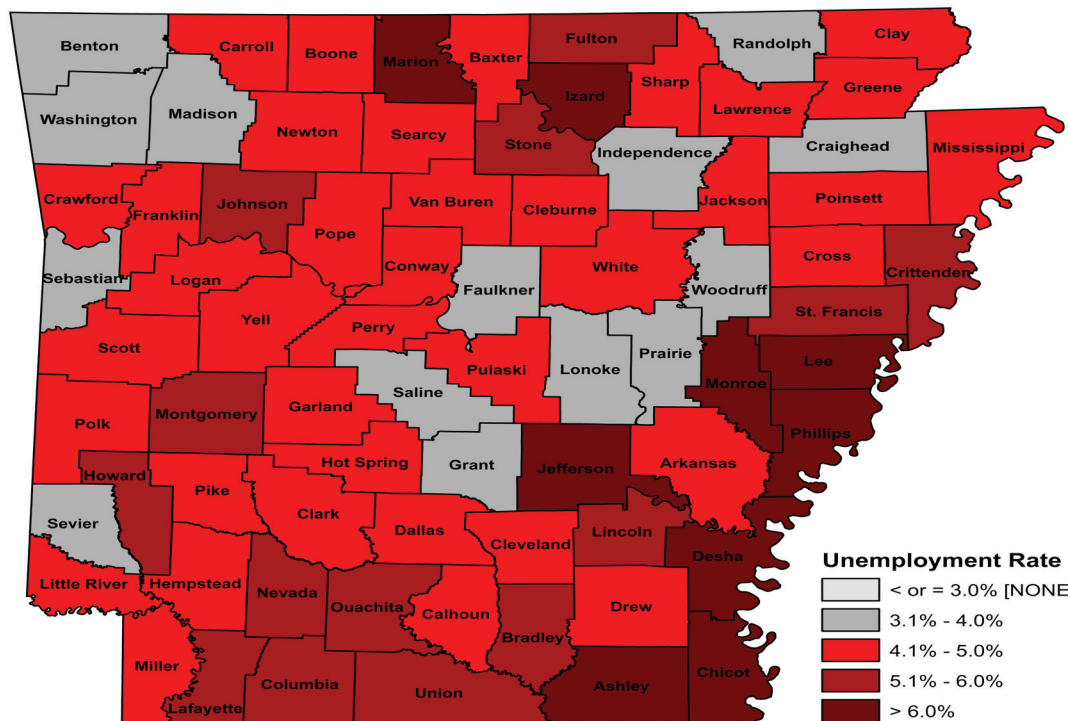 Benton
Carroll
Boone
Marion
Baxter
Fulton
Randolph
Clay
Izard
Sharp
Greene
Lawrence
Washington
Madison
Newton
Searcy
Stone
Independence
Craighead
Mississippi
Crawford
Franklin
Johnson
Pope
Van Buren
Cleburne
Jackson
Poinsett
Sebastian
Logan
Conway
Faulkner
White
Woodruff
Cross
Crittenden
Scott
Yell
Perry
Pulaski
Lonoke
Prairie
St. Francis
Monroe
Lee
Phillips
Polk
Montgomery
Garland
Saline
Hot Spring
Grant
Jefferson
Arkansas
Howard
Pike
Clark
Dallas
Cleveland
Lincoln
Desha
Sevier
Little River
Hempstead
Nevada
Ouachita
Calhoun
Bradley
Drew
Chicot
Miller
Lafayette
Columbia
Union
Ashley
Unemployment Rate
< or = 3.0% [NONE
3.1% - 4.0%
4.1% - 5.0%
5.1% - 6.0%
> 6.0%